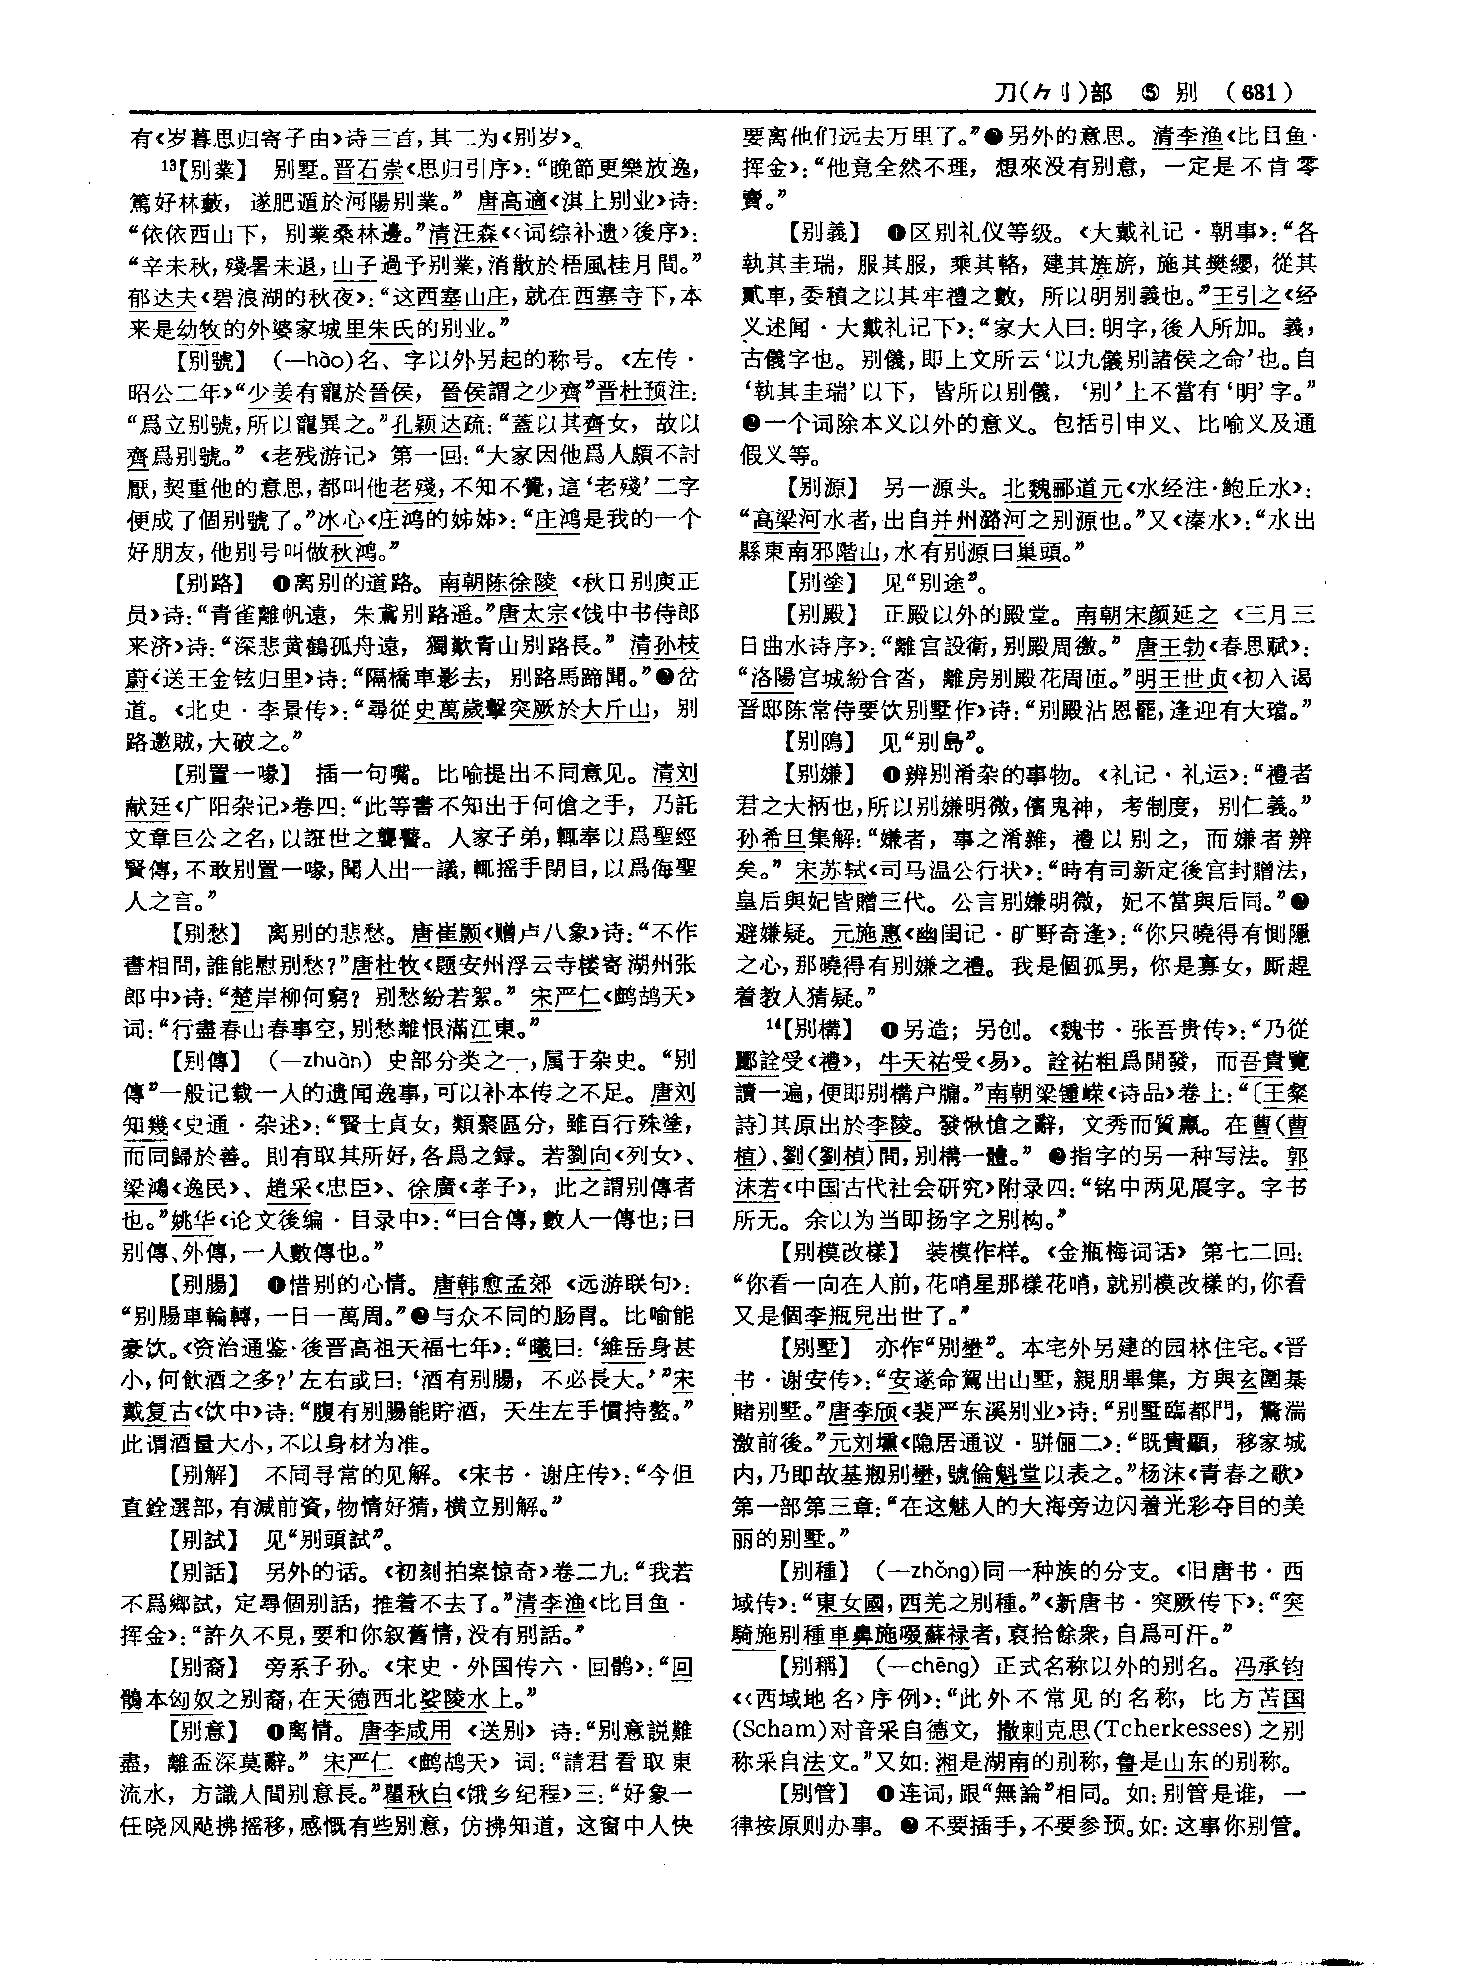 刀(⺈刂)部 ⑤ 别 (681)
有《岁暮思归寄子由》诗三首,其二为《别岁》。
13【别業】 别墅。晋石崇《思归引序》:“晚節更樂放逸,
篤好林藪，遂肥遁於河陽别業。” 唐高適《淇上别业》诗:
“依依西山下，别業桑林邊。”清汪森《〈词综补遗〉後序》:
“辛未秋,殘暑未退,山子過予别業,消散於梧風桂月間。”
郁达夫《碧浪湖的秋夜》:“这西塞山庄,就在西塞寺下,本
来是幼牧的外婆家城里朱氏的别业。”
【别號】 (—hào)名、字以外另起的称号。《左传·
昭公二年》“少姜有寵於晉侯，晉侯謂之少齊”晋杜预注:
“爲立别號,所以寵異之。”孔颖达疏:“蓋以其齊女，故以
齊爲别號。” 《老残游记》 第一回:“大家因他爲人頗不討
厭,契重他的意思,都叫他老殘,不知不覺,這‘老殘’二字
便成了個别號了。”冰心《庄鸿的姊姊》:“庄鸿是我的一个
好朋友,他别号叫做秋鸿。”
【别路】 ❶离别的道路。南朝陈徐陵 《秋日别庾正
员》诗:“青雀離帆遠，朱鳶别路遥。”唐太宗《饯中书侍郎
来济》诗:“深悲黄鶴孤舟遠，獨歎青山别路長。” 清孙枝
蔚《送王金铉归里》诗:“隔橋車影去，别路馬蹄聞。”❷岔
道。《北史·李景传》:“尋從史萬歲擊突厥於大斤山，别
路邀賊,大破之。”
【别置一喙】 插一句嘴。比喻提出不同意见。清刘
献廷《广阳杂记》卷四:“此等書不知出于何傖之手，乃託
文章巨公之名,以誑世之聾瞽。人家子弟,輒奉以爲聖經
賢傳,不敢别置一喙,聞人出一議,輒摇手閉目,以爲侮聖
人之言。”
【别愁】 离别的悲愁。唐崔颢《赠卢八象》诗:“不作
書相問,誰能慰别愁?”唐杜牧《题安州浮云寺楼寄湖州张
郎中》诗:“楚岸柳何窮? 别愁紛若絮。” 宋严仁《鹧鸪天》
词:“行盡春山春事空,别愁離恨滿江東。”
【别傳】 (—zhuàn) 史部分类之一,属于杂史。“别
傳”一般记载一人的遗闻逸事,可以补本传之不足。唐刘
知幾《史通·杂述》:“賢士貞女，類聚區分，雖百行殊塗，
而同歸於善。則有取其所好,各爲之録。若劉向《列女》、
梁鴻《逸民》、趙采《忠臣》、徐廣《孝子》，此之謂别傳者
也。”姚华《论文後编·目录中》:“曰合傳,數人一傳也;曰
别傳、外傳,一人數傳也。”
【别腸】 ❶惜别的心情。唐韩愈孟郊 《远游联句》:
“别腸車輪轉,一日一萬周。”❷与众不同的肠胃。比喻能
豪饮。《资治通鉴·後晋高祖天福七年》:“曦曰:‘維岳身甚
小,何飲酒之多?’左右或曰:‘酒有别腸，不必長大。’”宋
戴复古《饮中》诗:“腹有别腸能貯酒，天生左手慣持螯。”
此谓酒量大小,不以身材为准。
【别解】 不同寻常的见解。《宋书·谢庄传》:“今但
直銓選部,有減前資,物情好猜,横立别解。”
【别試】 见“别頭試”。
【别話】 另外的话。《初刻拍案惊奇》卷二九:“我若
不爲鄉試，定尋個别話，推着不去了。”清李渔《比目鱼·
挥金》:“許久不見,要和你叙舊情,没有别話。”
【别裔】 旁系子孙。《宋史·外国传六·回鹘》:“回
鶻本匈奴之别裔,在天德西北娑陵水上。”
【别意】 ❶离情。唐李咸用 《送别》 诗:“别意説難
盡，離盃深莫辭。” 宋严仁 《鹧鸪天》 词:“請君看取東
流水，方識人間别意長。”瞿秋白《饿乡纪程》三:“好象一
任晓风飐拂摇移,感慨有些别意，仿拂知道，这窗中人快
要离他们远去万里了。”❷另外的意思。清李渔《比目鱼·
挥金》:“他竟全然不理，想來没有别意，一定是不肯零
賣。”
【别義】 ❶区别礼仪等级。《大戴礼记·朝事》:“各
執其圭瑞，服其服，乘其輅，建其旌旂，施其樊纓，從其
貳車,委積之以其牢禮之數，所以明别義也。”王引之《经
义述闻·大戴礼记下》:“家大人曰:明字,後人所加。義，
古儀字也。别儀,即上文所云‘以九儀别諸侯之命’也。自
‘執其圭瑞’以下，皆所以别儀，‘别’上不當有‘明’字。”
❷一个词除本义以外的意义。包括引申义、比喻义及通
假义等。
【别源】 另一源头。北魏郦道元《水经注·鲍丘水》:
“高梁河水者,出自并州潞河之别源也。”又《溱水》:“水出
縣東南邪階山,水有别源曰巢頭。”
【别塗】 见“别途”。
【别殿】 正殿以外的殿堂。南朝宋颜延之 《三月三
日曲水诗序》:“離宫設衛,别殿周徼。” 唐王勃《春思赋》:
“洛陽宫城紛合沓，離房别殿花周匝。”明王世贞《初入谒
晋邸陈常侍要饮别墅作》诗:“别殿沾恩罷,逢迎有大璫。”
【别隝】 见“别島”。
【别嫌】 ❶辨别淆杂的事物。《礼记·礼运》:“禮者
君之大柄也,所以别嫌明微,儐鬼神，考制度，别仁義。”
孙希旦集解:“嫌者，事之淆雜，禮以别之，而嫌者辨
矣。” 宋苏轼《司马温公行状》:“時有司新定後宫封贈法，
皇后與妃皆贈三代。公言别嫌明微，妃不當與后同。”❷
避嫌疑。元施惠《幽闺记·旷野奇逢》:“你只曉得有惻隱
之心,那曉得有别嫌之禮。我是個孤男，你是寡女，厮趕
着教人猜疑。”
14【别構】 ❶另造；另创。《魏书·张吾贵传》:“乃從
酈詮受《禮》，牛天祐受《易》。詮祐粗爲開發，而吾貴覽
讀一遍,便即别構户牖。”南朝梁锺嵘《诗品》卷上:“〔王粲
詩〕其原出於李陵。發愀愴之辭，文秀而質羸。在曹(曹
植)、劉(劉楨)間,别構一體。” ❷指字的另一种写法。郭
沫若《中国古代社会研究》附录四:“铭中两见䣙字。字书
所无。余以为当即扬字之别构。”
【别模改樣】 装模作样。《金瓶梅词话》 第七二回:
“你看一向在人前,花哨星那樣花哨,就别模改樣的,你看
又是個李瓶兒出世了。”
【别墅】 亦作“别壄”。本宅外另建的园林住宅。《晋
书·谢安传》:“安遂命駕出山墅，親朋畢集，方與玄圍棊
賭别墅。”唐李颀《裴严东溪别业》诗:“别墅臨都門，驚湍
激前後。”元刘壎《隐居通议·骈俪二》:“既貴顯，移家城
内,乃即故基剏别壄,號倫魁堂以表之。”杨沫《青春之歌》
第一部第三章:“在这魅人的大海旁边闪着光彩夺目的美
丽的别墅。”
【别種】 (—zhǒng)同一种族的分支。《旧唐书·西
域传》:“東女國,西羌之别種。”《新唐书·突厥传下》:“突
騎施别種車鼻施啜蘇禄者,裒拾餘衆,自爲可汗。”
【别稱】 (—chēng) 正式名称以外的别名。冯承钧
《〈西域地名〉序例》:“此外不常见的名称，比方苫国
(Scham)对音采自德文，撒剌克思(Tcherkesses)之别
称采自法文。”又如:湘是湖南的别称,鲁是山东的别称。
【别管】 ❶连词,跟“無論”相同。如:别管是谁，一
律按原则办事。❷不要插手,不要参预。如:这事你别管。